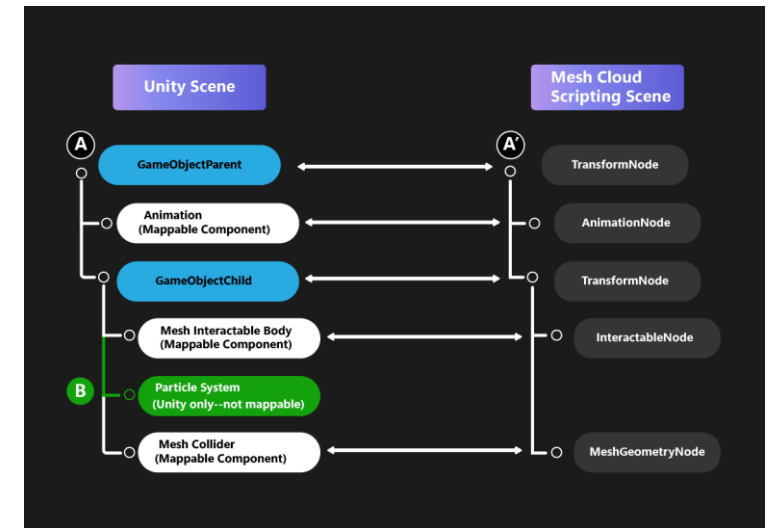 Unity Scene
Mesh Cloud
Scripting Scene
A
A′
GameObjectParent
TransformNode
Animation
(Mappable Component)
AnimationNode
GameObjectChild
TransformNode
Mesh Interactable Body
(Mappable Component)
InteractableNode
B
Particle System
(Unity only--not mappable)
Mesh Collider
(Mappable Component)
MeshGeometryNode